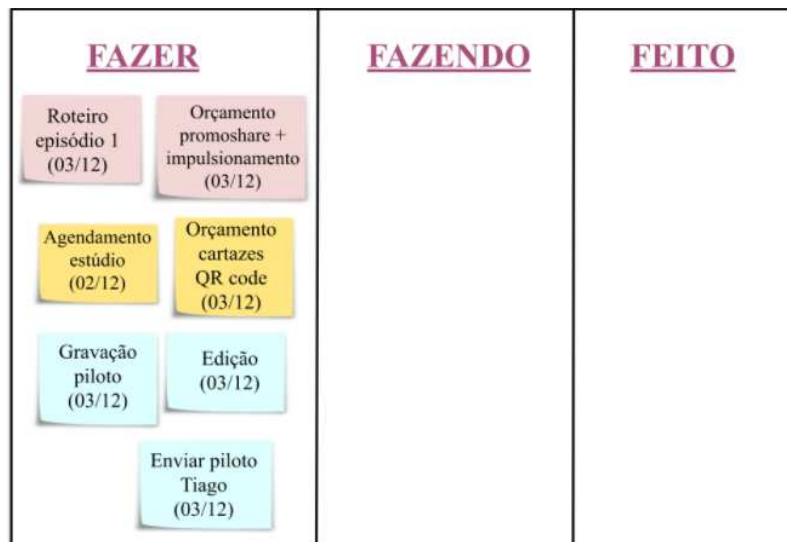 FAZER
FAZENDO
FEITO
Roteiro
episódio 1
(03/12)
Orçamento
promoshare +
impulsionamento
(03/12)
Agendamento
estúdio
(02/12)
Orçamento
cartazes
QR code
(03/12)
Gravação
piloto
(03/12)
Edição
(03/12)
Enviar piloto
Tiago
(03/12)